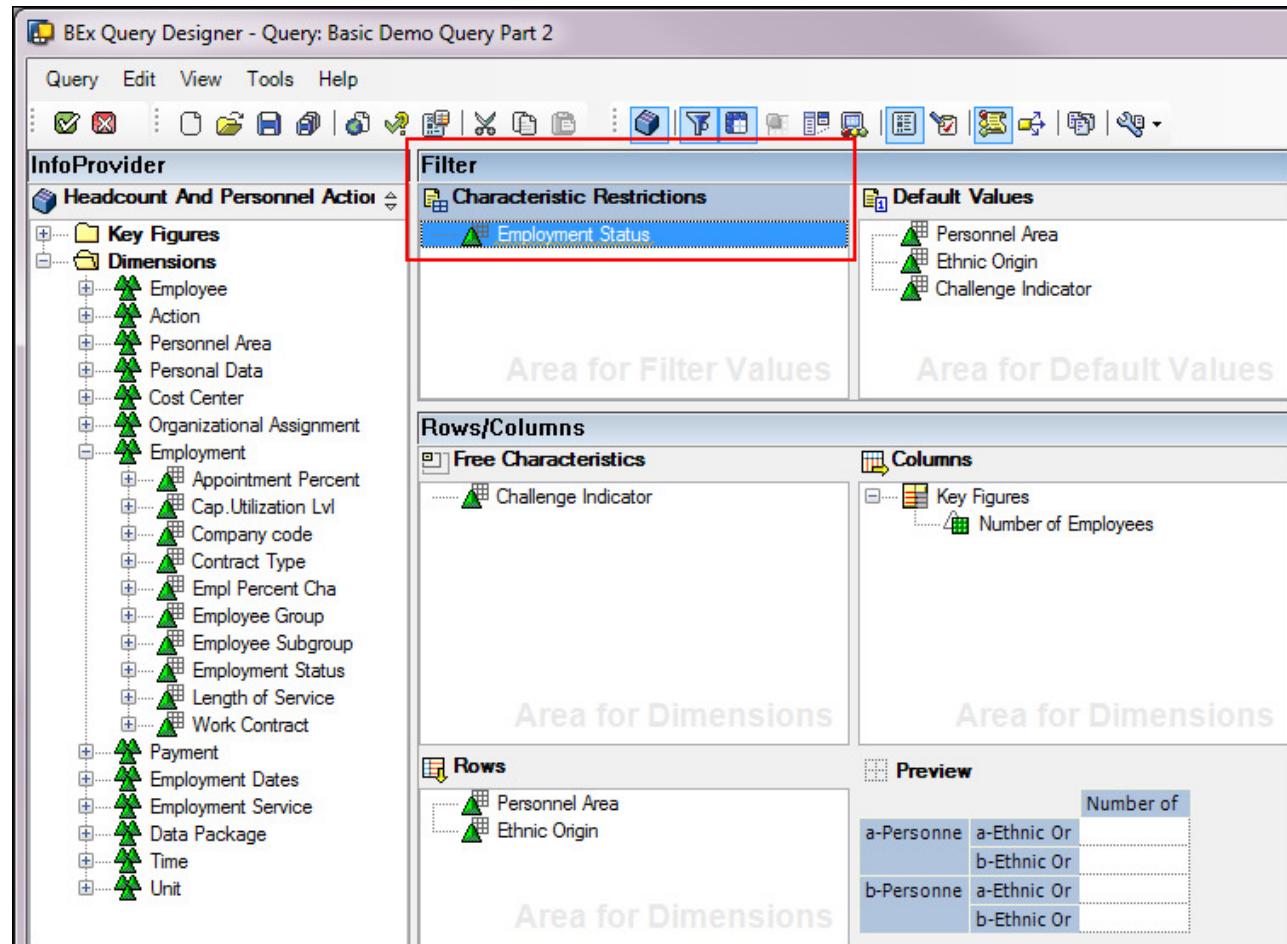 BEx Query Designer - Query: Basic Demo Query Part 2
Query Edit View Tools Help
InfoProvider
Headcount And Personnel Action
Key Figures
Dimensions
Employee
Action
Personnel Area
Personal Data
Cost Center
Organizational Assignment
Employment
Appointment Percent
Cap.Utilization Lvl
Company code
Contract Type
Empl Percent Cha
Employee Group
Employee Subgroup
Employment Status
Length of Service
Work Contract
Payment
Employment Dates
Employment Service
Data Package
Time
Unit
Filter
Characteristic Restrictions
Employment Status
Area for Filter Values
Default Values
Personnel Area
Ethnic Origin
Challenge Indicator
Area for Default Values
Rows/Columns
Free Characteristics
Challenge Indicator
Area for Dimensions
Columns
Key Figures
Number of Employees
Area for Dimensions
Rows
Personnel Area
Ethnic Origin
Area for Dimensions
Preview
Number of
a-Personne a-Ethnic Or
b-Ethnic Or
b-Personne a-Ethnic Or
b-Ethnic Or